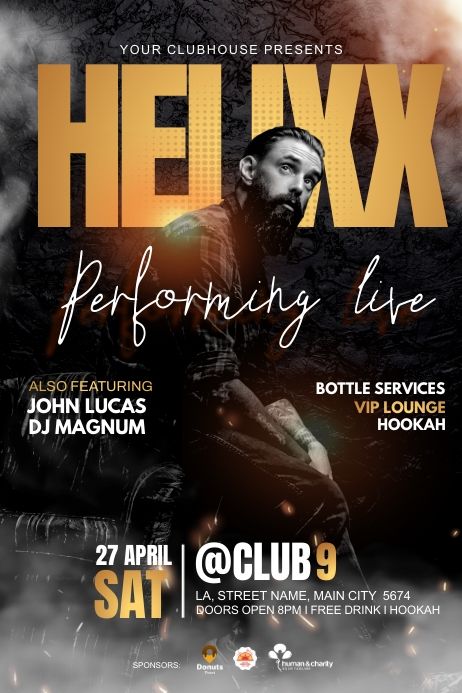 YOUR CLUBHOUSE PRESENTS
HELIXX
Performing live
ALSO FEATURING
JOHN LUCAS
DJ MAGNUM
BOTTLE SERVICES
VIP LOUNGE
HOOKAH
27 APRIL
SAT
@CLUB 9
LA, STREET NAME, MAIN CITY 5674
DOORS OPEN 8PM I FREE DRINK I HOOKAH
SPONSORS:
Donuts
human & charity